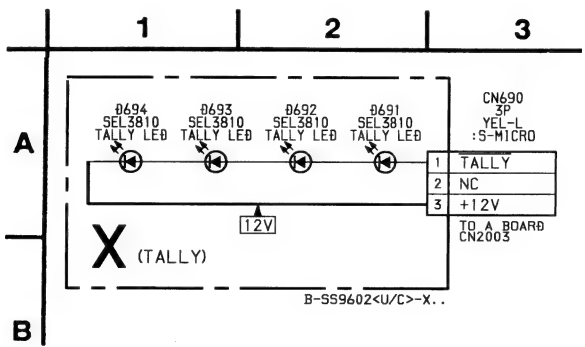 1 2 3
A
B
D694
SEL3810
TALLY LED
D693
SEL3810
TALLY LED
D692
SEL3810
TALLY LED
D691
SEL3810
TALLY LED
CN690
3P
YEL-L
:S-MICRO
1 TALLY
2 NC
3 +12V
TO A BOARD
CN2003
12V
X (TALLY)
B-SS9602<U/C>-X..